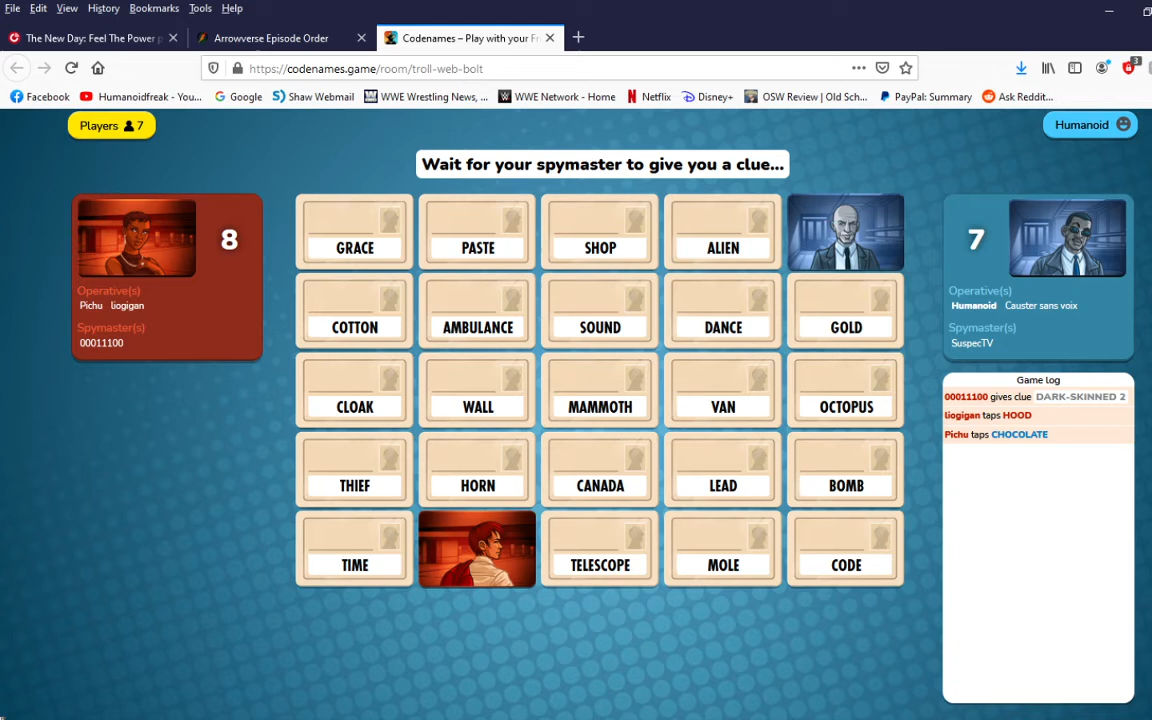 File Edit View History Bookmarks Tools Help
The New Day: Feel The Power p
Arrowverse Episode Order
Codenames – Play with your Fr
https://codenames.game/room/troll-web-bolt
3
Facebook Humanoidfreak - You... Google Shaw Webmail WWE Wrestling News, ... WWE Network - Home Netflix Disney+ OSW Review | Old Sch... PayPal: Summary Ask Reddit...
Players 7
Humanoid
Wait for your spymaster to give you a clue...
8
Operative(s)
Pichu liogigan
Spymaster(s)
00011100
GRACE PASTE SHOP ALIEN
COTTON AMBULANCE SOUND DANCE GOLD
CLOAK WALL MAMMOTH VAN OCTOPUS
THIEF HORN CANADA LEAD BOMB
TIME TELESCOPE MOLE CODE
7
Operative(s)
Humanoid Causter sans voix
Spymaster(s)
SuspecTV
Game log
00011100 gives clue DARK-SKINNED 2
liogigan taps HOOD
Pichu taps CHOCOLATE